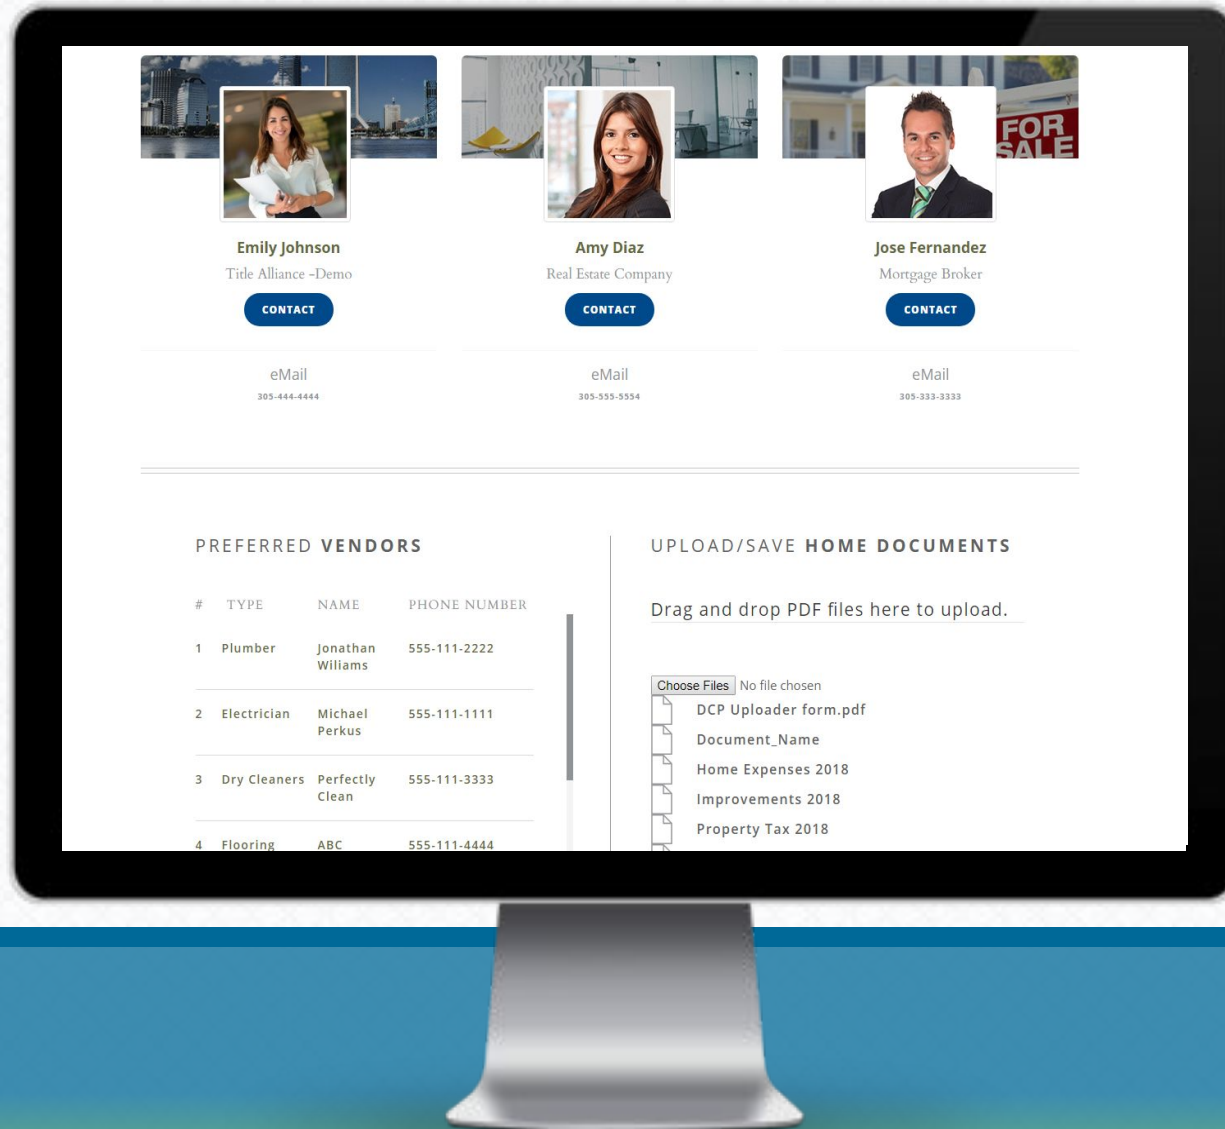 FOR
SALE
Emily Johnson
Title Alliance -Demo
CONTACT
eMail
305-444-4444
Amy Diaz
Real Estate Company
CONTACT
eMail
305-555-5554
Jose Fernandez
Mortgage Broker
CONTACT
eMail
305-333-3333
PREFERRED VENDORS
# TYPE NAME PHONE NUMBER
1 Plumber Jonathan 555-111-2222
Wiliams
2 Electrician Michael 555-111-1111
Perkus
3 Dry Cleaners Perfectly 555-111-3333
Clean
4 Flooring ABC 555-111-4444
UPLOAD/SAVE HOME DOCUMENTS
Drag and drop PDF files here to upload.
Choose Files No file chosen
DCP Uploader form.pdf
Document_Name
Home Expenses 2018
Improvements 2018
Property Tax 2018